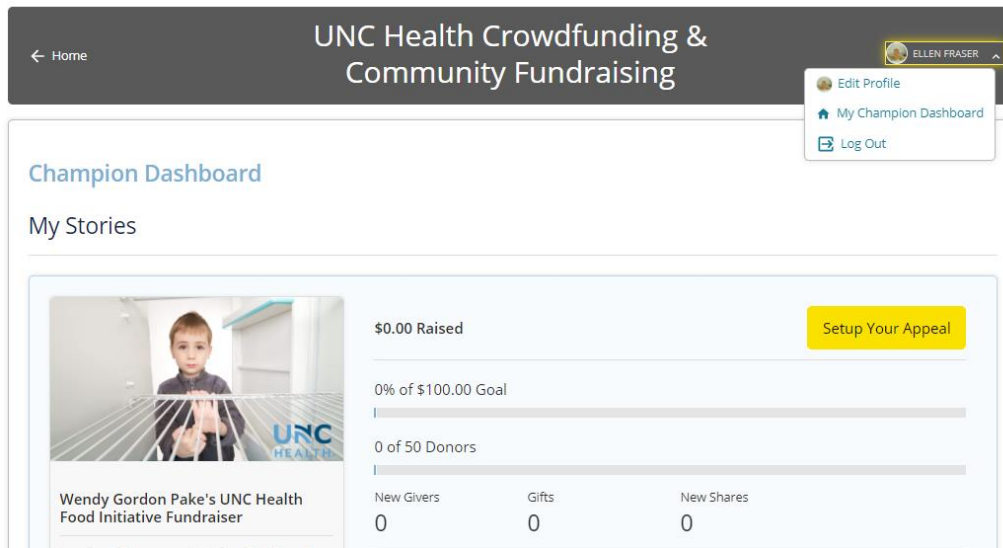 ← Home
UNC Health Crowdfunding &
Community Fundraising
ELLEN FRASER
Edit Profile
My Champion Dashboard
Log Out
Champion Dashboard
My Stories
UNC
HEALTH
Wendy Gordon Pake's UNC Health
Food Initiative Fundraiser
$0.00 Raised
Setup Your Appeal
0% of $100.00 Goal
0 of 50 Donors
New Givers Gifts New Shares
0 0 0